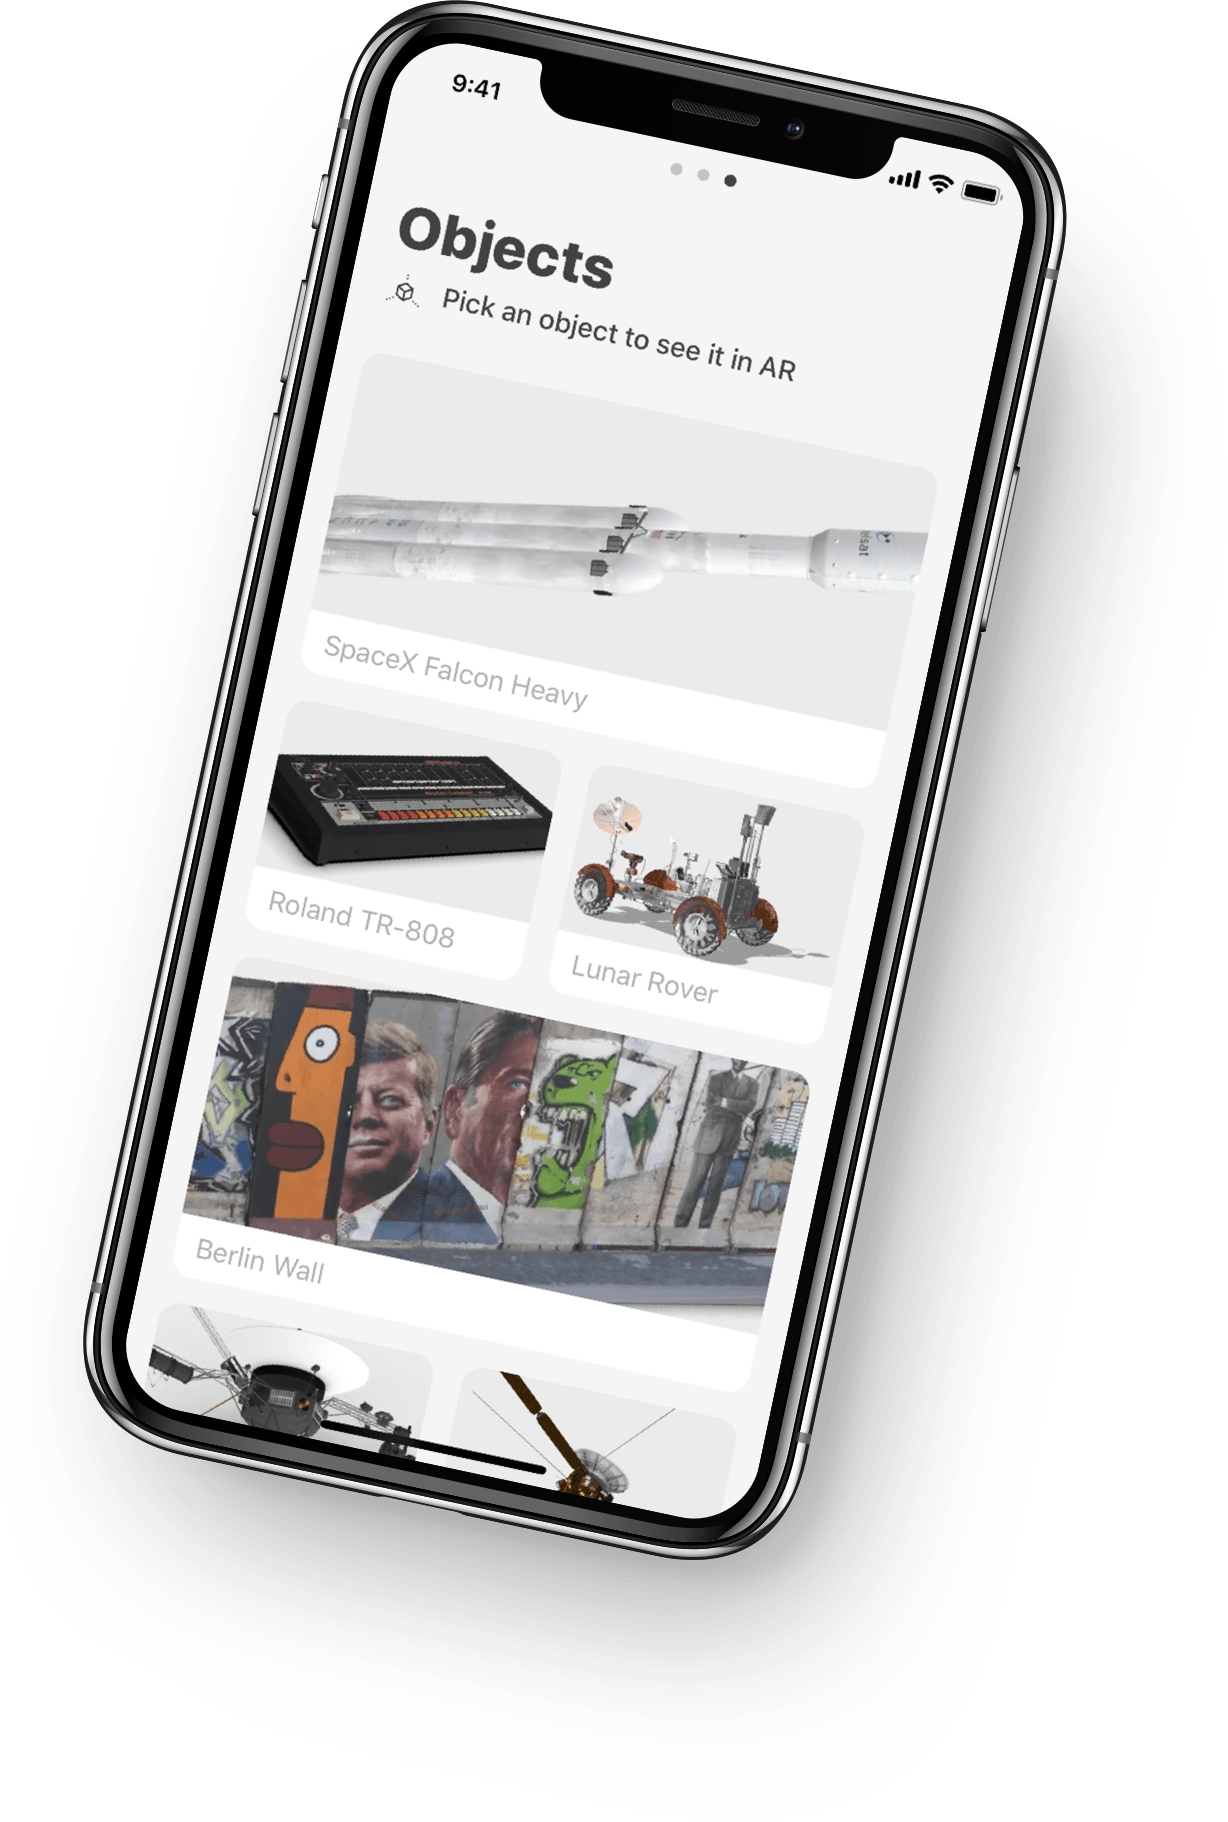 9:41
Objects
Pick an object to see it in AR
SpaceX Falcon Heavy
Roland TR-808
Lunar Rover
Berlin Wall